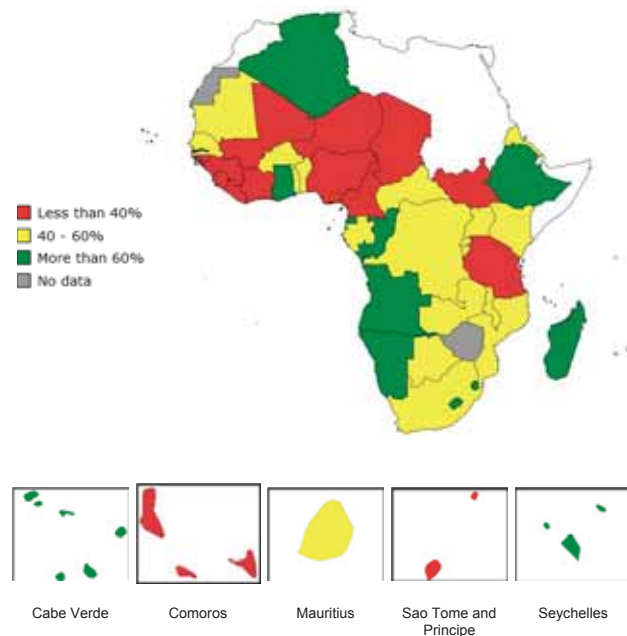 Less than 40%
40 - 60%
More than 60%
No data
Cabe Verde
Comoros
Mauritius
Sao Tome and
Principe
Seychelles